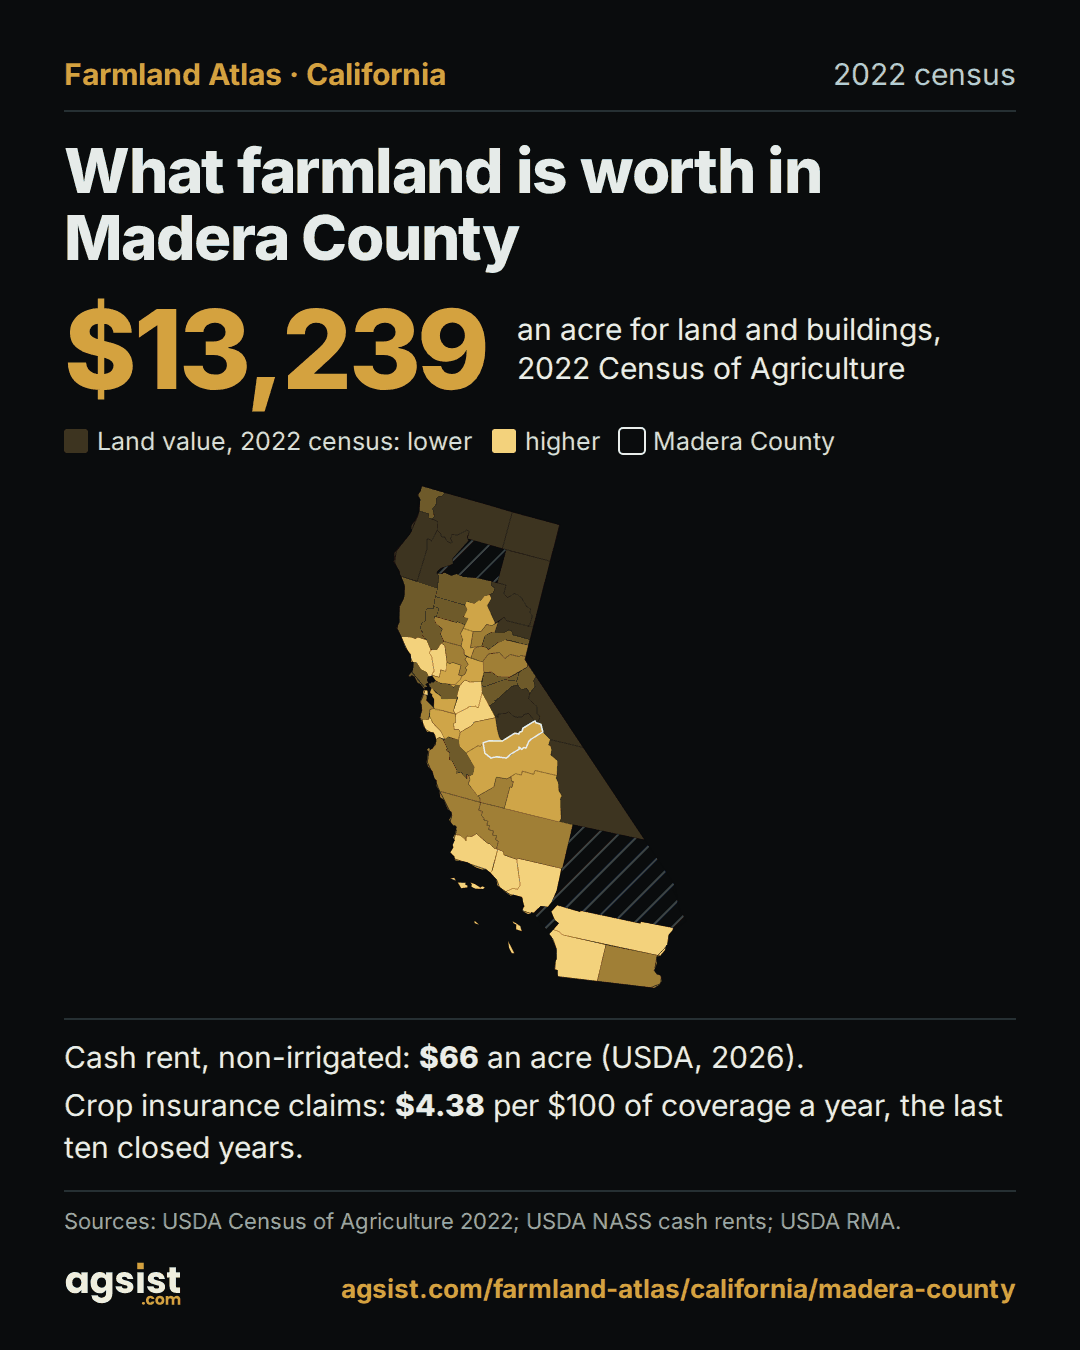 Farmland Atlas · California
2022 census
What farmland is worth in
Madera County
$13,239
an acre for land and buildings,
2022 Census of Agriculture
Land value, 2022 census: lower
higher
Madera County
Cash rent, non-irrigated: $66 an acre (USDA, 2026).
Crop insurance claims: $4.38 per $100 of coverage a year, the last
ten closed years.
Sources: USDA Census of Agriculture 2022; USDA NASS cash rents; USDA RMA.
agsist
.com
agsist.com/farmland-atlas/california/madera-county